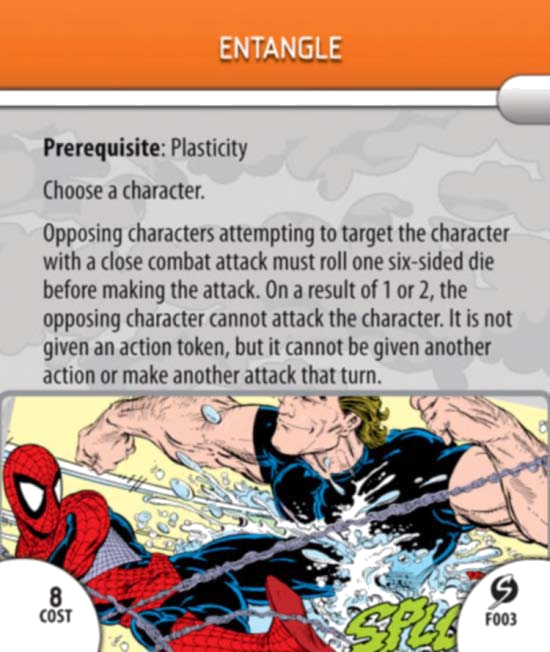 ENTANGLE
Prerequisite: Plasticity
Choose a character.
Opposing characters attempting to target the character
with a close combat attack must roll one six-sided die
before making the attack. On a result of 1 or 2, the
opposing character cannot attack the character. It is not
given an action token, but it cannot be given another
action or make another attack that turn.
8
COST
F003